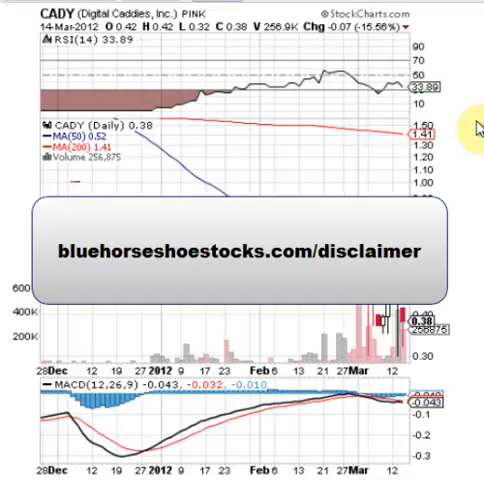 CADY (Digital Caddies, Inc.) PINK
© StockCharts.com
14-Mar-2012 O 0.42 H 0.42 L 0.32 C 0.38 V 256.9K Chg -0.07 (-15.56%)
RSI(14) 33.89
90
70
50
33.89
10
CADY (Daily) 0.38
MA(50) 0.52
MA(200) 1.41
Volume 256,875
1.50
1.41
1.30
1.20
1.10
1.00
bluehorseshoestocks.com/disclaimer
400K
200K
0.40
0.38
256875
0.30
28 Dec 12 19 27 2012 9 17 23 Feb 6 13 21 27 Mar 12
MACD(12,26,9) -0.043, -0.032, -0.010
-0.043
-0.1
-0.2
-0.3
28 Dec 12 19 27 2012 9 17 23 Feb 6 13 21 27 Mar 12